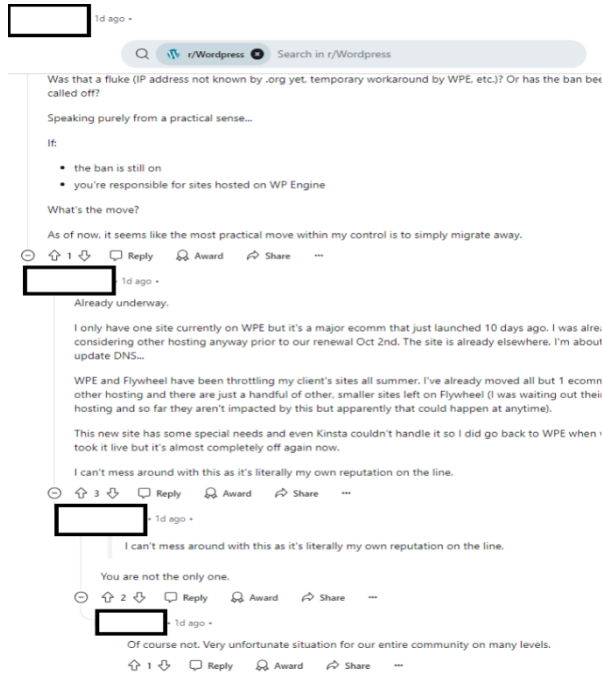 1d ago •
r/Wordpress Search in r/Wordpress
Was that a fluke (IP address not known by .org yet, temporary workaround by WPE, etc.)? Or has the ban bee
called off?
Speaking purely from a practical sense...
If:
• the ban is still on
• you're responsible for sites hosted on WP Engine
What's the move?
As of now, it seems like the most practical move within my control is to simply migrate away.
1 Reply Award Share ...
• 1d ago •
Already underway.
I only have one site currently on WPE but it's a major ecomm that just launched 10 days ago. I was alrea
considering other hosting anyway prior to our renewal Oct 2nd. The site is already elsewhere. I'm about
update DNS...
WPE and Flywheel have been throttling my client's sites all summer. I've already moved all but 1 ecomm
other hosting and there are just a handful of other, smaller sites left on Flywheel (I was waiting out thei
hosting and so far they aren't impacted by this but apparently that could happen at anytime).
This new site has some special needs and even Kinsta couldn't handle it so I did go back to WPE when
took it live but it's almost completely off again now.
I can't mess around with this as it's literally my own reputation on the line.
3 Reply Award Share ...
• 1d ago •
I can't mess around with this as it's literally my own reputation on the line.
You are not the only one.
2 Reply Award Share ...
• 1d ago •
Of course not. Very unfortunate situation for our entire community on many levels.
1 Reply Award Share ...